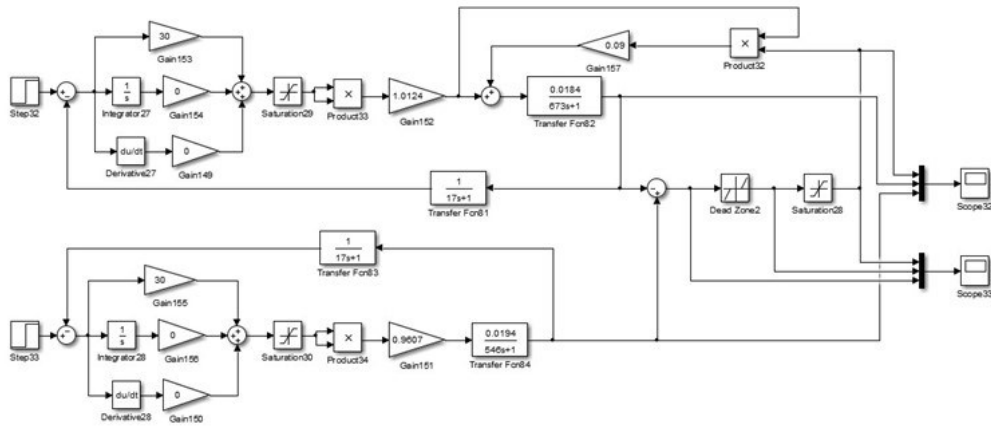 30
Gain153
Step32
1
s
Integrator27
0
Gain154
du/dt
Derivative27
0
Gain149
Saturation29
×
Product33
1.0124
Gain152
0.09
Gain157
×
Product32
0.0184
673s+1
Transfer Fcn82
1
17s+1
Transfer Fcn81
Dead Zone2
Saturation28
Scope32
Scope33
1
17s+1
Transfer Fcn83
30
Gain155
Step33
1
s
Integrator28
0
Gain156
du/dt
Derivative28
0
Gain150
Saturation30
×
Product34
0.9607
Gain151
0.0194
546s+1
Transfer Fcn84